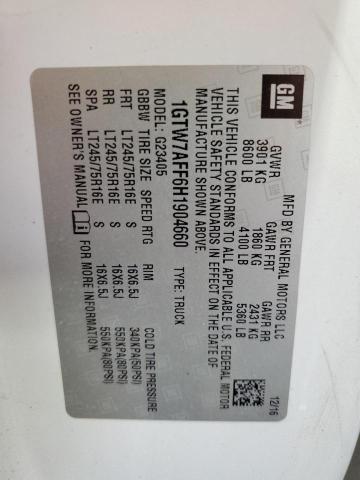 GM
MFD BY GENERAL MOTORS LLC 12/16
GVWR GAWR FRT GAWR RR
3901 KG 1860 KG 2431 KG
8600 LB 4100 LB 5360 LB
THIS VEHICLE CONFORMS TO ALL APPLICABLE U.S. FEDERAL MOTOR
VEHICLE SAFETY STANDARDS IN EFFECT ON THE DATE OF
MANUFACTURE SHOWN ABOVE.
1GTW7AFF6H1904660 TYPE: TRUCK
MODEL: G23405
GBBW TIRE SIZE SPEED RTG RIM COLD TIRE PRESSURE
FRT LT245/75R16E S 16X6.5J 340KPA(50PSI)
RR LT245/75R16E S 16X6.5J 550KPA(80PSI)
SPA LT245/75R16E S 16X6.5J 550KPA(80PSI)
SEE OWNER'S MANUAL FOR MORE INFORMATION.